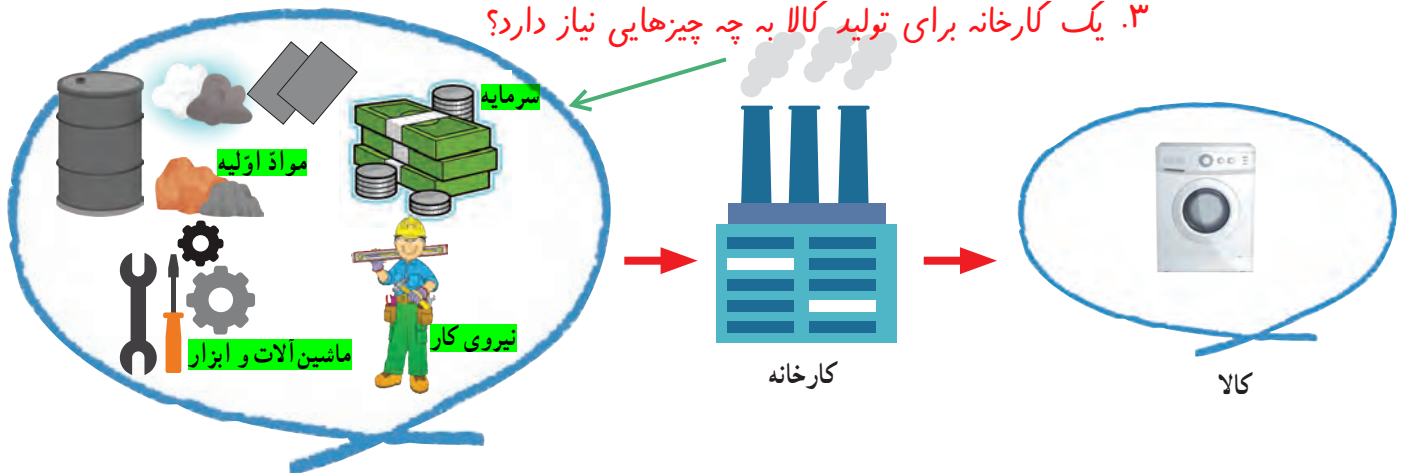 ۳. یک کارخانه برای تولید کالا به چه چیزهایی نیاز دارد؟
سرمایه
موادّ اوّلیه
نیروی کار
ماشین‌آلات و ابزار
کارخانه
کالا